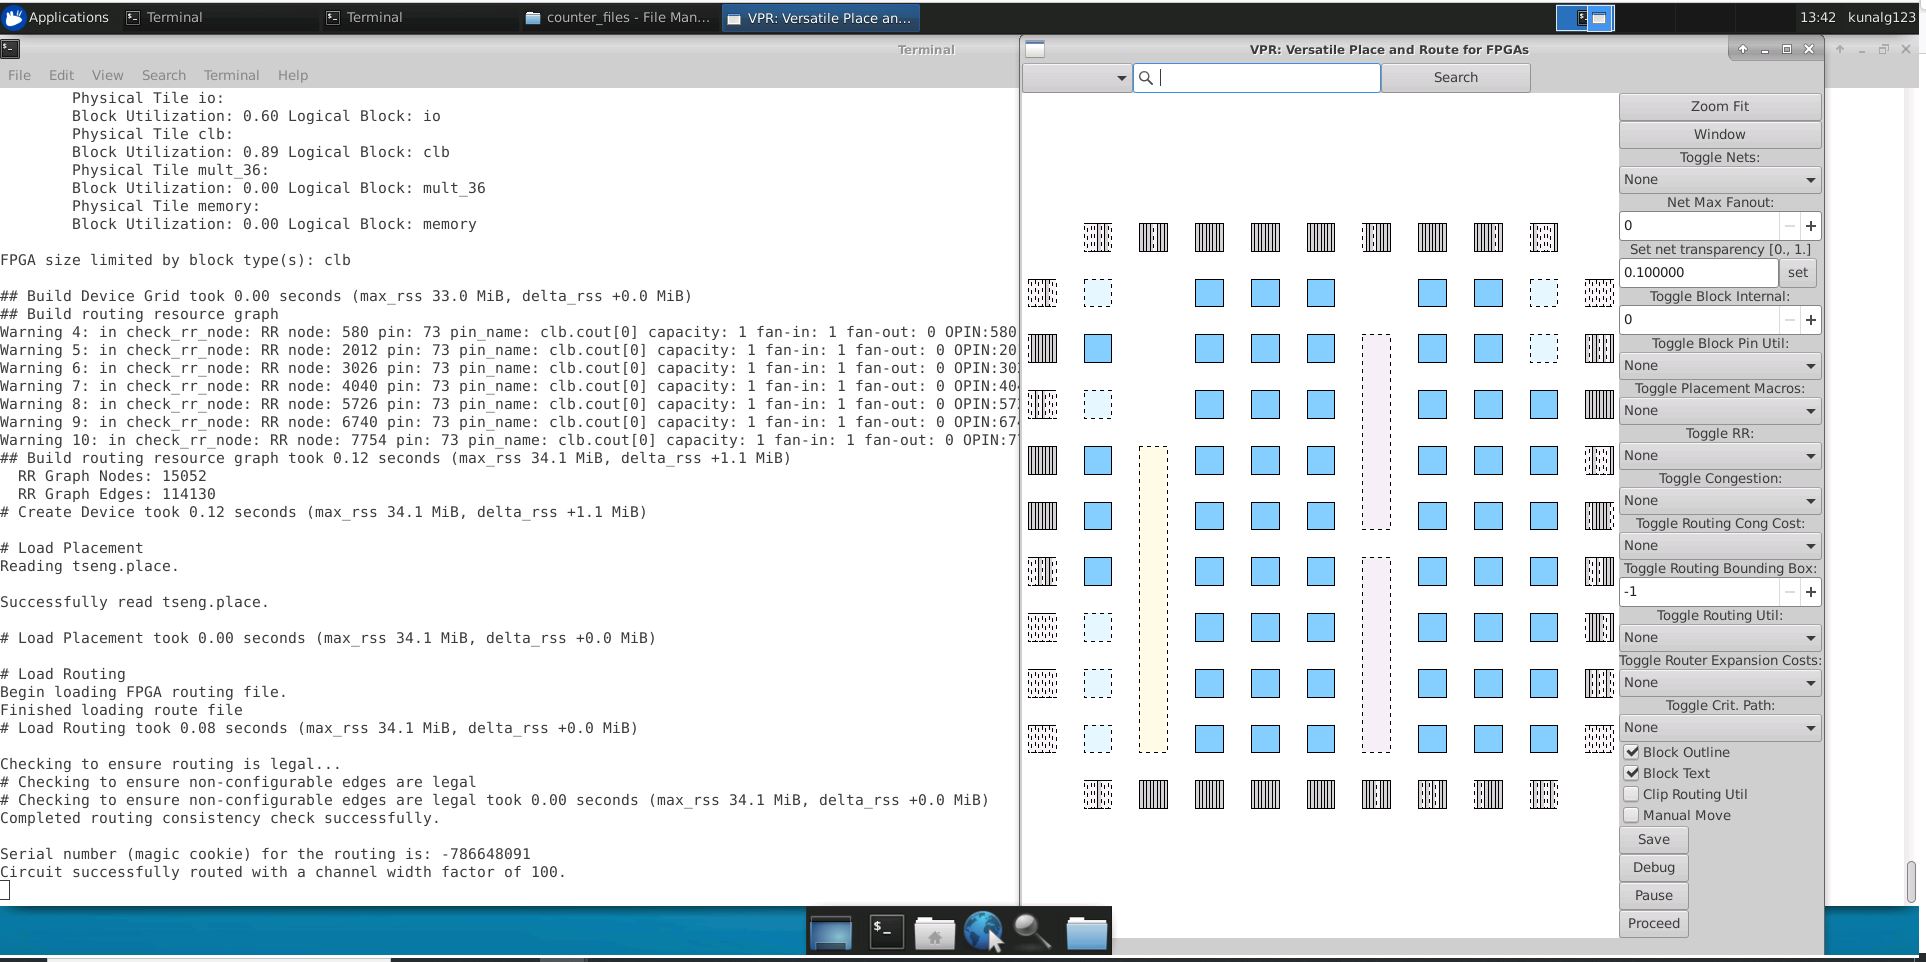 Applications
Terminal
Terminal
counter_files - File Man...
VPR: Versatile Place an...
13:42
kunalg123
Terminal
File Edit View Search Terminal Help
Physical Tile io:
Block Utilization: 0.60 Logical Block: io
Physical Tile clb:
Block Utilization: 0.89 Logical Block: clb
Physical Tile mult_36:
Block Utilization: 0.00 Logical Block: mult_36
Physical Tile memory:
Block Utilization: 0.00 Logical Block: memory
FPGA size limited by block type(s): clb
## Build Device Grid took 0.00 seconds (max_rss 33.0 MiB, delta_rss +0.0 MiB)
## Build routing resource graph
Warning 4: in check_rr_node: RR node: 580 pin: 73 pin_name: clb.cout[0] capacity: 1 fan-in: 1 fan-out: 0 OPIN:580
Warning 5: in check_rr_node: RR node: 2012 pin: 73 pin_name: clb.cout[0] capacity: 1 fan-in: 1 fan-out: 0 OPIN:20
Warning 6: in check_rr_node: RR node: 3026 pin: 73 pin_name: clb.cout[0] capacity: 1 fan-in: 1 fan-out: 0 OPIN:30
Warning 7: in check_rr_node: RR node: 4040 pin: 73 pin_name: clb.cout[0] capacity: 1 fan-in: 1 fan-out: 0 OPIN:40
Warning 8: in check_rr_node: RR node: 5726 pin: 73 pin_name: clb.cout[0] capacity: 1 fan-in: 1 fan-out: 0 OPIN:57
Warning 9: in check_rr_node: RR node: 6740 pin: 73 pin_name: clb.cout[0] capacity: 1 fan-in: 1 fan-out: 0 OPIN:67
Warning 10: in check_rr_node: RR node: 7754 pin: 73 pin_name: clb.cout[0] capacity: 1 fan-in: 1 fan-out: 0 OPIN:7
## Build routing resource graph took 0.12 seconds (max_rss 34.1 MiB, delta_rss +1.1 MiB)
RR Graph Nodes: 15052
RR Graph Edges: 114130
# Create Device took 0.12 seconds (max_rss 34.1 MiB, delta_rss +1.1 MiB)
# Load Placement
Reading tseng.place.
Successfully read tseng.place.
# Load Placement took 0.00 seconds (max_rss 34.1 MiB, delta_rss +0.0 MiB)
# Load Routing
Begin loading FPGA routing file.
Finished loading route file
# Load Routing took 0.08 seconds (max_rss 34.1 MiB, delta_rss +0.0 MiB)
Checking to ensure routing is legal...
# Checking to ensure non-configurable edges are legal
# Checking to ensure non-configurable edges are legal took 0.00 seconds (max_rss 34.1 MiB, delta_rss +0.0 MiB)
Completed routing consistency check successfully.
Serial number (magic cookie) for the routing is: -786648091
Circuit successfully routed with a channel width factor of 100.
VPR: Versatile Place and Route for FPGAs
Search
Zoom Fit
Window
Toggle Nets:
None
Net Max Fanout:
0
Set net transparency [0., 1.]
0.100000 set
Toggle Block Internal:
0
Toggle Block Pin Util:
None
Toggle Placement Macros:
None
Toggle RR:
None
Toggle Congestion:
None
Toggle Routing Cong Cost:
None
Toggle Routing Bounding Box:
-1
Toggle Routing Util:
None
Toggle Router Expansion Costs:
None
Toggle Crit. Path:
None
Block Outline
Block Text
Clip Routing Util
Manual Move
Save
Debug
Pause
Proceed